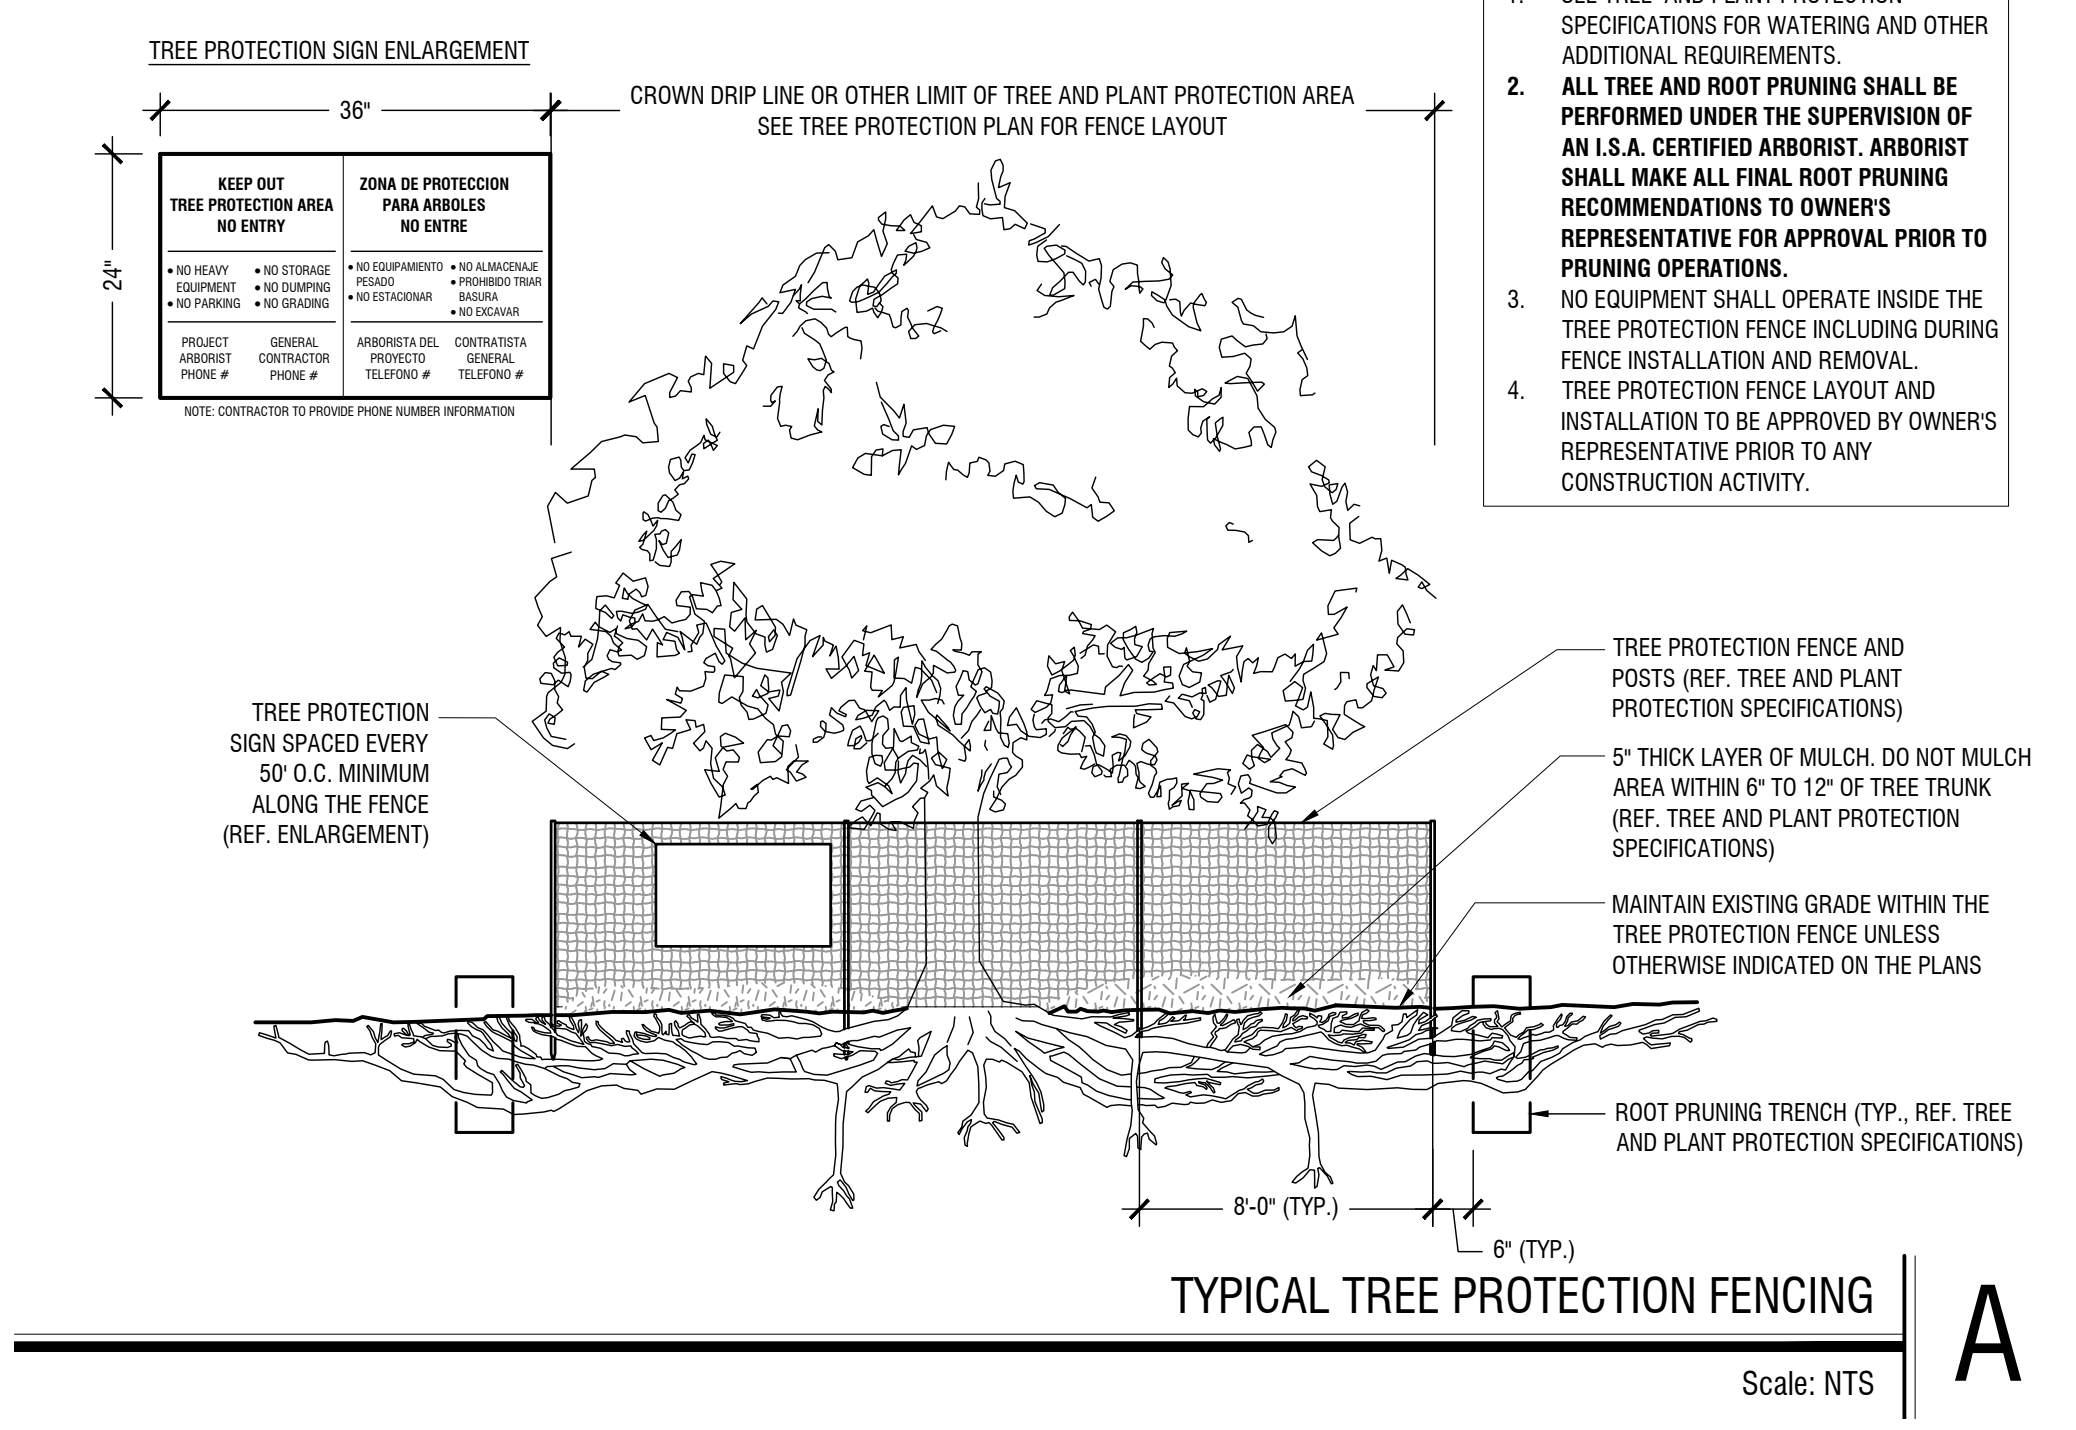 TREE PROTECTION SIGN ENLARGEMENT
36"
24"
KEEP OUT
TREE PROTECTION AREA
NO ENTRY
• NO HEAVY
EQUIPMENT
• NO PARKING
• NO STORAGE
• NO DUMPING
• NO GRADING
PROJECT
ARBORIST
PHONE #
GENERAL
CONTRACTOR
PHONE #
ZONA DE PROTECCION
PARA ARBOLES
NO ENTRE
• NO EQUIPAMIENTO
PESADO
• NO ESTACIONAR
• NO ALMACENAJE
• PROHIBIDO TRIAR
BASURA
• NO EXCAVAR
ARBORISTA DEL
PROYECTO
TELEFONO #
CONTRATISTA
GENERAL
TELEFONO #
NOTE: CONTRACTOR TO PROVIDE PHONE NUMBER INFORMATION
CROWN DRIP LINE OR OTHER LIMIT OF TREE AND PLANT PROTECTION AREA
SEE TREE PROTECTION PLAN FOR FENCE LAYOUT
1. SEE TREE AND PLANT PROTECTION
SPECIFICATIONS FOR WATERING AND OTHER
ADDITIONAL REQUIREMENTS.
2. ALL TREE AND ROOT PRUNING SHALL BE
PERFORMED UNDER THE SUPERVISION OF
AN I.S.A. CERTIFIED ARBORIST. ARBORIST
SHALL MAKE ALL FINAL ROOT PRUNING
RECOMMENDATIONS TO OWNER'S
REPRESENTATIVE FOR APPROVAL PRIOR TO
PRUNING OPERATIONS.
3. NO EQUIPMENT SHALL OPERATE INSIDE THE
TREE PROTECTION FENCE INCLUDING DURING
FENCE INSTALLATION AND REMOVAL.
4. TREE PROTECTION FENCE LAYOUT AND
INSTALLATION TO BE APPROVED BY OWNER'S
REPRESENTATIVE PRIOR TO ANY
CONSTRUCTION ACTIVITY.
TREE PROTECTION
SIGN SPACED EVERY
50' O.C. MINIMUM
ALONG THE FENCE
(REF. ENLARGEMENT)
TREE PROTECTION FENCE AND
POSTS (REF. TREE AND PLANT
PROTECTION SPECIFICATIONS)
5" THICK LAYER OF MULCH. DO NOT MULCH
AREA WITHIN 6" TO 12" OF TREE TRUNK
(REF. TREE AND PLANT PROTECTION
SPECIFICATIONS)
MAINTAIN EXISTING GRADE WITHIN THE
TREE PROTECTION FENCE UNLESS
OTHERWISE INDICATED ON THE PLANS
ROOT PRUNING TRENCH (TYP., REF. TREE
AND PLANT PROTECTION SPECIFICATIONS)
8'-0" (TYP.)
6" (TYP.)
TYPICAL TREE PROTECTION FENCING
A
Scale: NTS